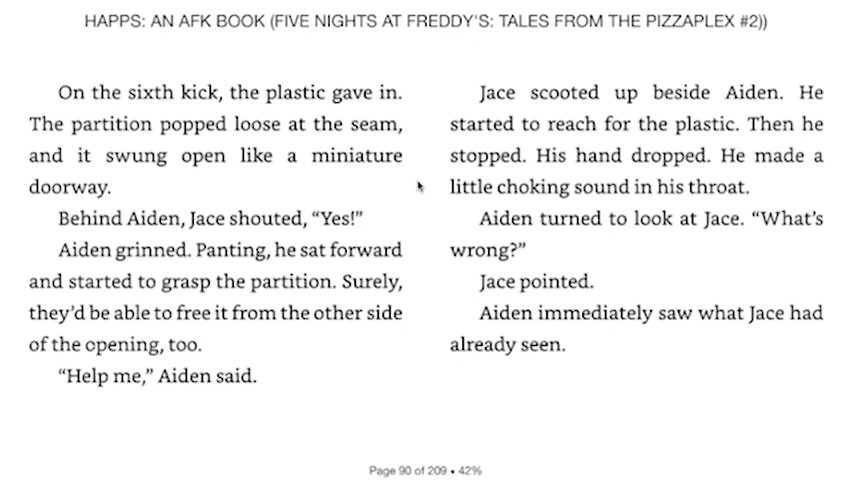 HAPPS: AN AFK BOOK (FIVE NIGHTS AT FREDDY'S: TALES FROM THE PIZZAPLEX #2))
On the sixth kick, the plastic gave in.
The partition popped loose at the seam,
and it swung open like a miniature
doorway.
Behind Aiden, Jace shouted, “Yes!”
Aiden grinned. Panting, he sat forward
and started to grasp the partition. Surely,
they’d be able to free it from the other side
of the opening, too.
“Help me,” Aiden said.
Jace scooted up beside Aiden. He
started to reach for the plastic. Then he
stopped. His hand dropped. He made a
little choking sound in his throat.
Aiden turned to look at Jace. “What’s
wrong?”
Jace pointed.
Aiden immediately saw what Jace had
already seen.
Page 90 of 209 • 42%